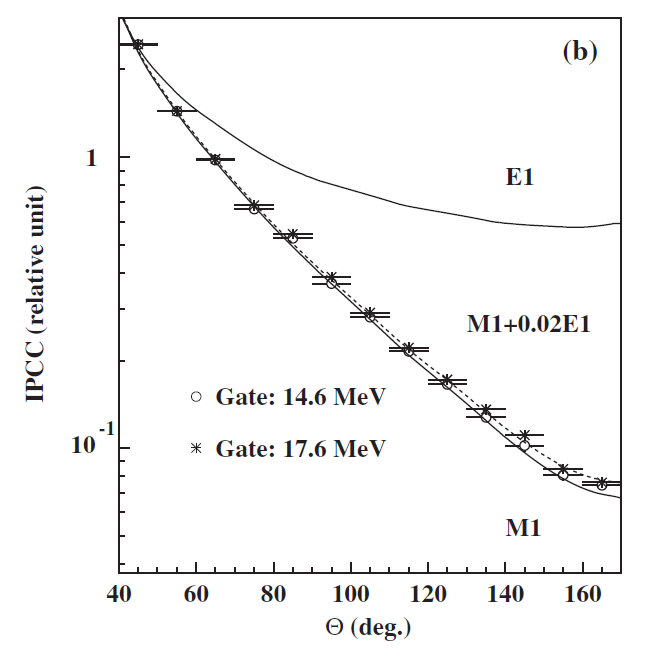 (b)
1
E1
IPCC (relative unit)
M1+0.02E1
Gate: 14.6 MeV
10 -1
Gate: 17.6 MeV
M1
40 60 80 100 120 140 160
Θ (deg.)